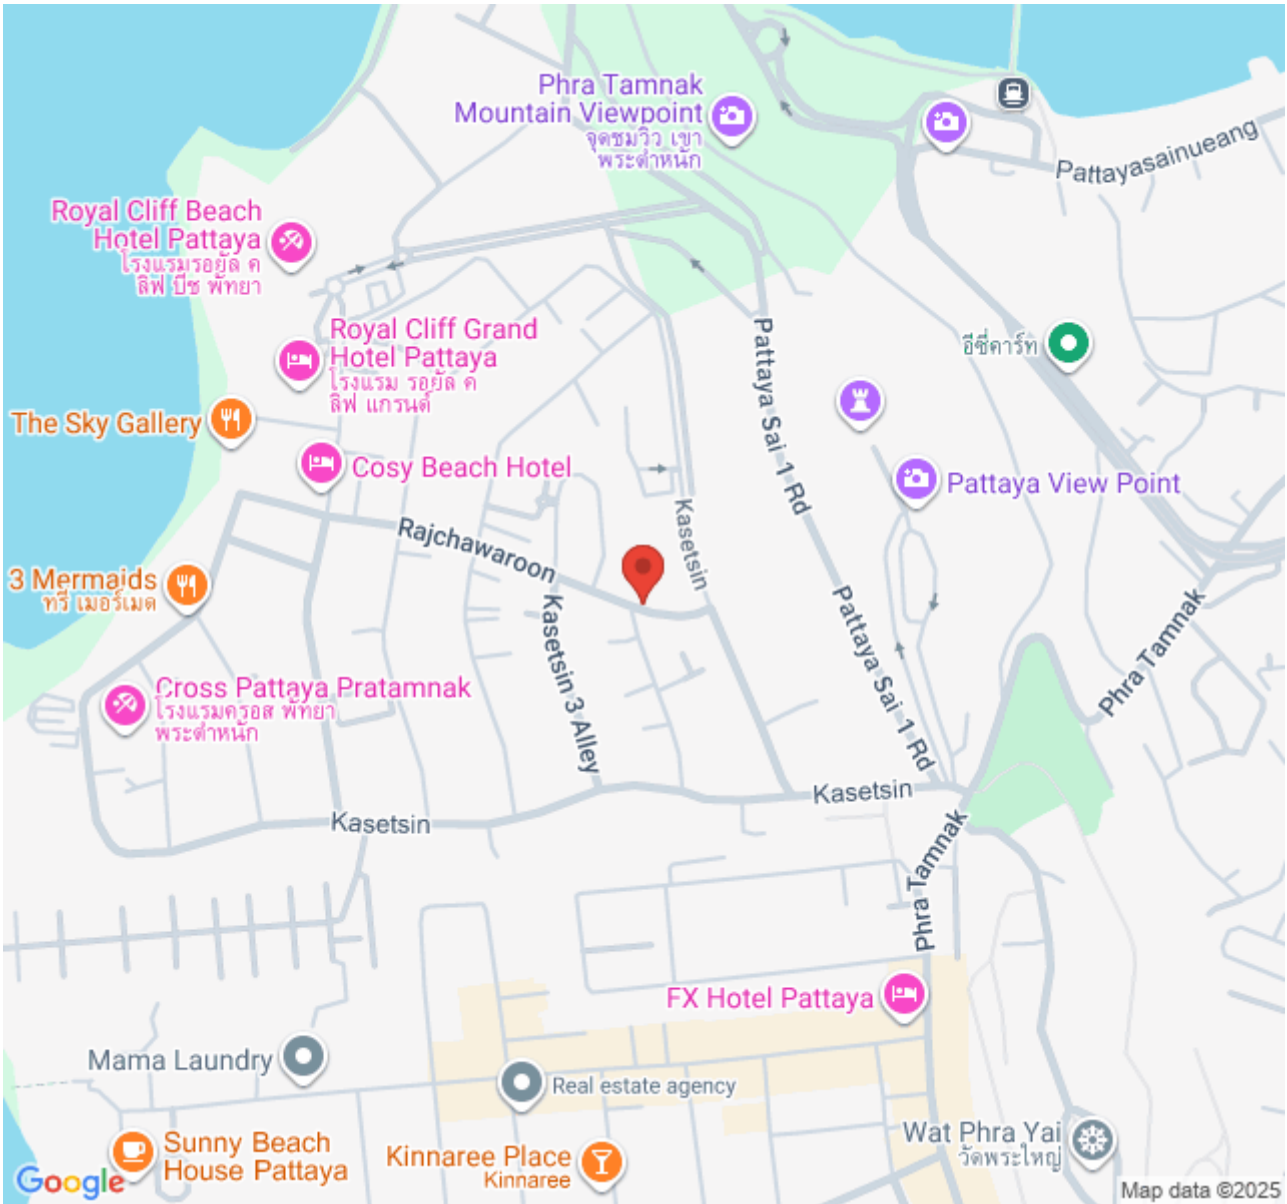 Phra Tamnak
Mountain Viewpoint
จุดชมวิว เขา
พระตำหนัก
Pattayasainueang
Royal Cliff Beach
Hotel Pattaya
โรงแรมรอยัล ค
ลิฟ บีช พัทยา
Royal Cliff Grand
Hotel Pattaya
โรงแรม รอยัล ค
ลิฟ แกรนด์
Pattaya Sai 1 Rd
อีซี่คาร์ท
The Sky Gallery
Cosy Beach Hotel
Pattaya View Point
Rajchawaroon
Kasetsin
3 Mermaids
ทรี เมอร์เมด
Kasetsin 3 Alley
Pattaya Sai 1 Rd
Phra Tamnak
Cross Pattaya Pratamnak
โรงแรมครอส พัทยา
พระตำหนัก
Kasetsin
Kasetsin
Phra Tamnak
FX Hotel Pattaya
Mama Laundry
Real estate agency
Sunny Beach
House Pattaya
Kinnaree Place
Kinnaree
Wat Phra Yai
วัดพระใหญ่
Google
Map data ©2025